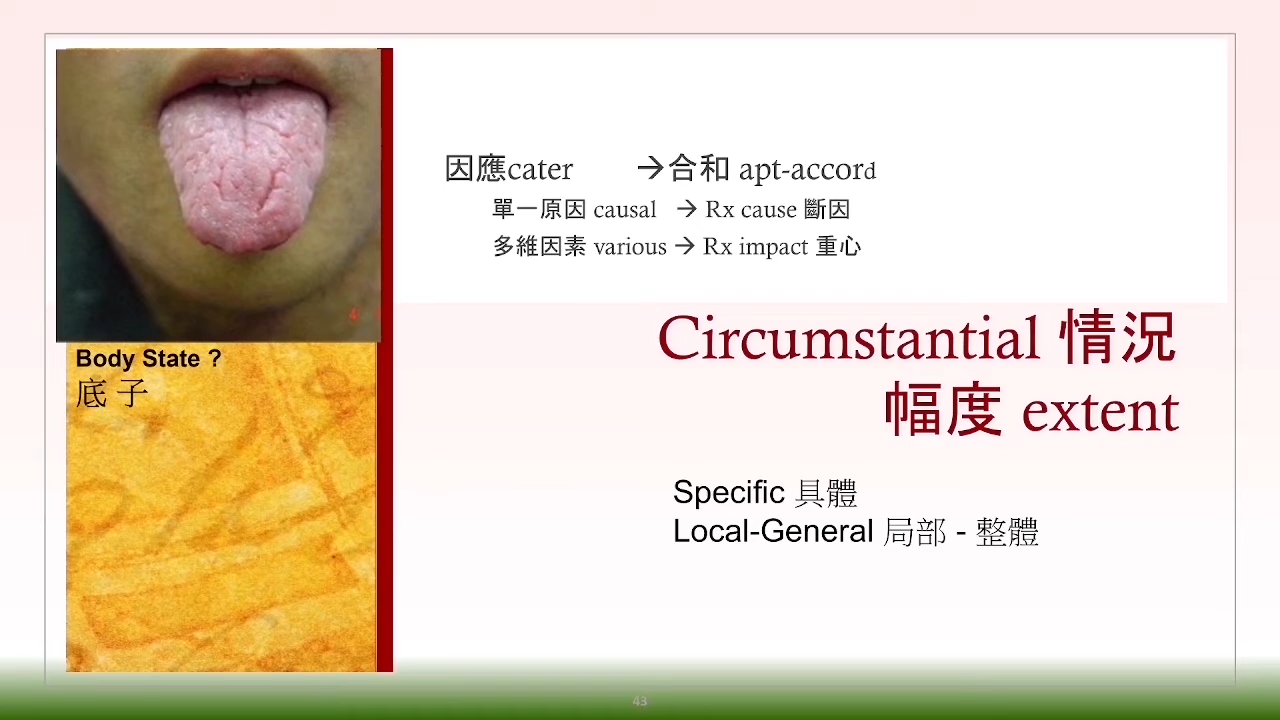 因應cater →合和 apt-accord
單一原因 causal → Rx cause 斷因
多維因素 various → Rx impact 重心
Circumstantial 情況
幅度 extent
Body State ?
底 子
Specific 具體
Local-General 局部 - 整體
43